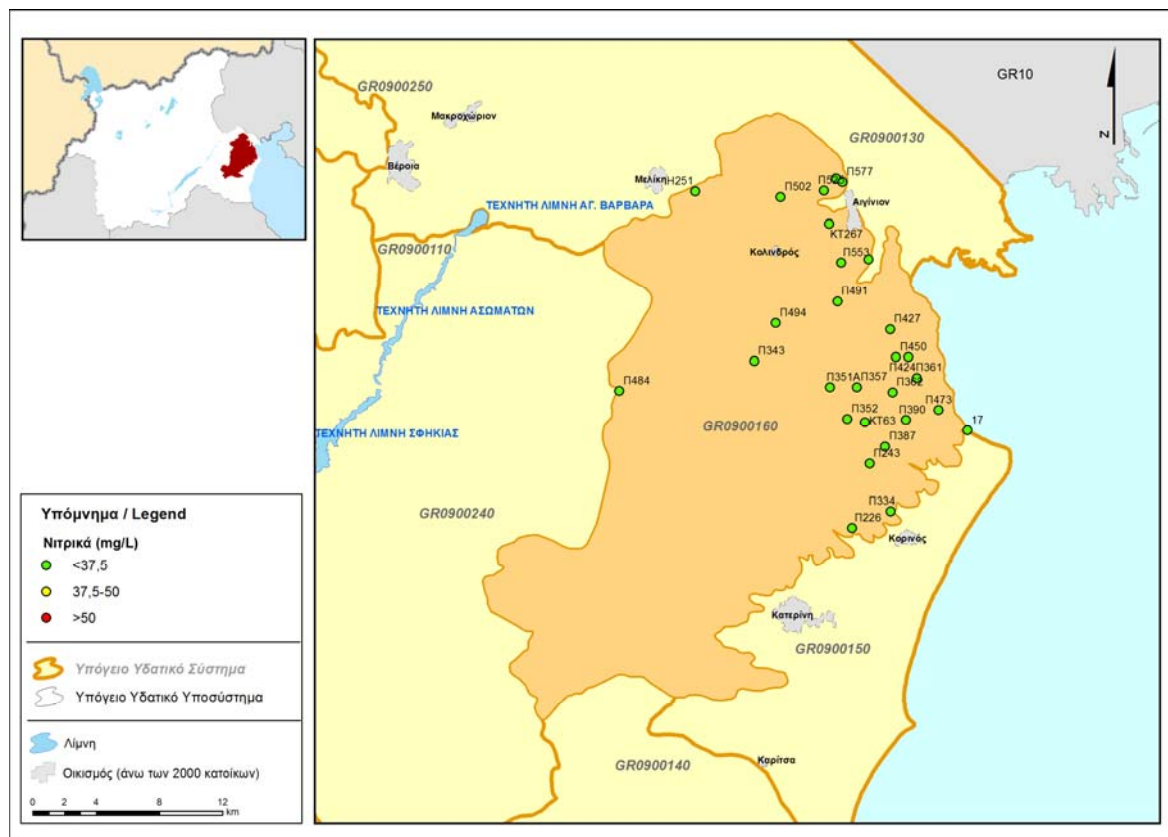 GR10
GR0900250
Μακροχώριον
Βέροια
GR0900130
Μελίκη
Η251
Π502
Π577
Αιγίνιον
ΤΕΧΝΗΤΗ ΛΙΜΝΗ ΑΓ. ΒΑΡΒΑΡΑ
GR0900110
ΚΤ267
Κολινδρός
Π553
Π491
ΤΕΧΝΗΤΗ ΛΙΜΝΗ ΑΣΩΜΑΤΩΝ
Π494
Π427
Π343
Π450
Π424
Π361
Π484
Π351Α
Π357
Π362
Π352
ΚΤ63
Π390
Π473
17
GR0900160
ΤΕΧΝΗΤΗ ΛΙΜΝΗ ΣΦΗΚΙΑΣ
Π387
Π243
GR0900240
Π334
Π226
Κορινός
Κατερίνη
GR0900150
GR0900140
Καρίτσα
N
Υπόμνημα / Legend
Νιτρικά (mg/L)
<37,5
37,5-50
>50
Υπόγειο Υδατικό Σύστημα
Υπόγειο Υδατικό Υποσύστημα
Λίμνη
Οικισμός (άνω των 2000 κατοίκων)
0 2 4 8 12
km